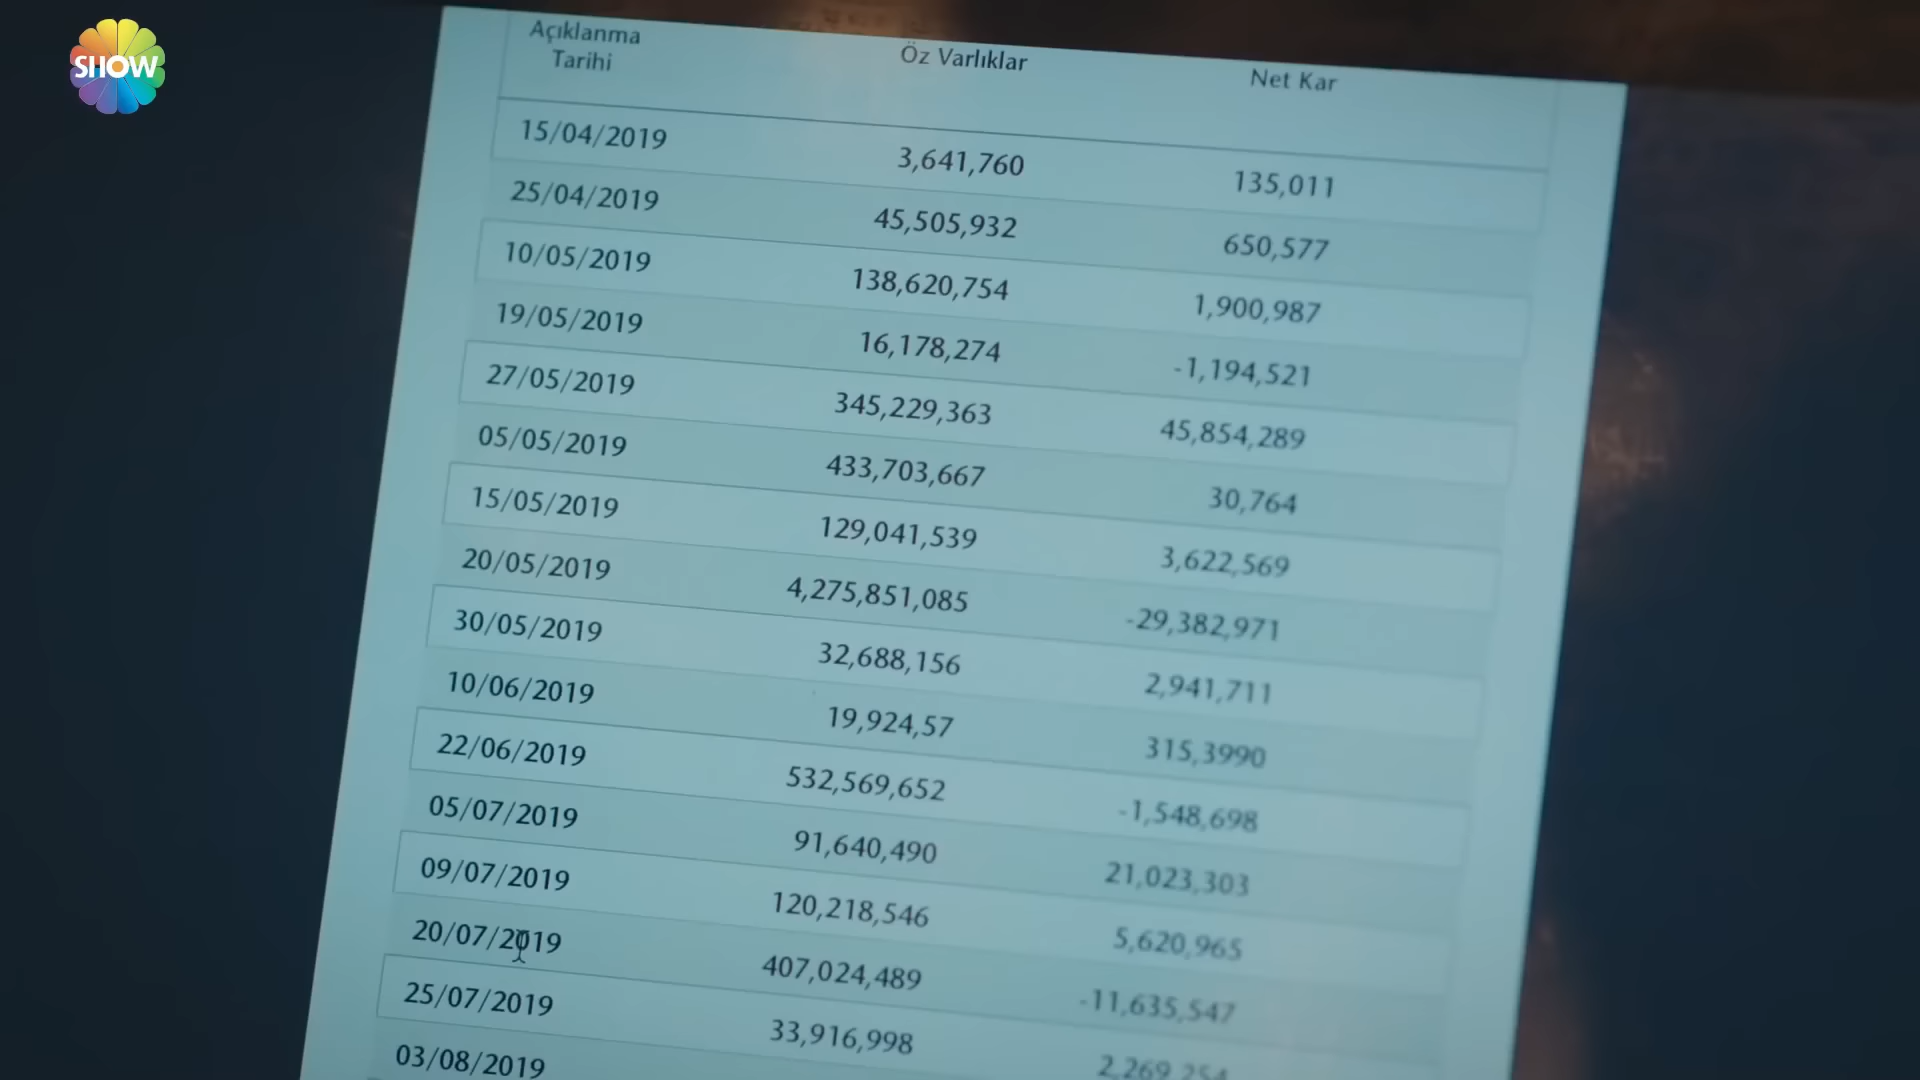 SHOW
Açıklanma
Tarihi
Öz Varlıklar
Net Kar
15/04/2019 3,641,760 135,011
25/04/2019 45,505,932 650,577
10/05/2019 138,620,754 1,900,987
19/05/2019 16,178,274 -1,194,521
27/05/2019 345,229,363 45,854,289
05/05/2019 433,703,667 30,764
15/05/2019 129,041,539 3,622,569
20/05/2019 4,275,851,085 -29,382,971
30/05/2019 32,688,156 2,941,711
10/06/2019 19,924,57 315,3990
22/06/2019 532,569,652 -1,548,698
05/07/2019 91,640,490 21,023,303
09/07/2019 120,218,546 5,620,965
20/07/2019 407,024,489 -11,635,547
25/07/2019 33,916,998 2,269,254
03/08/2019